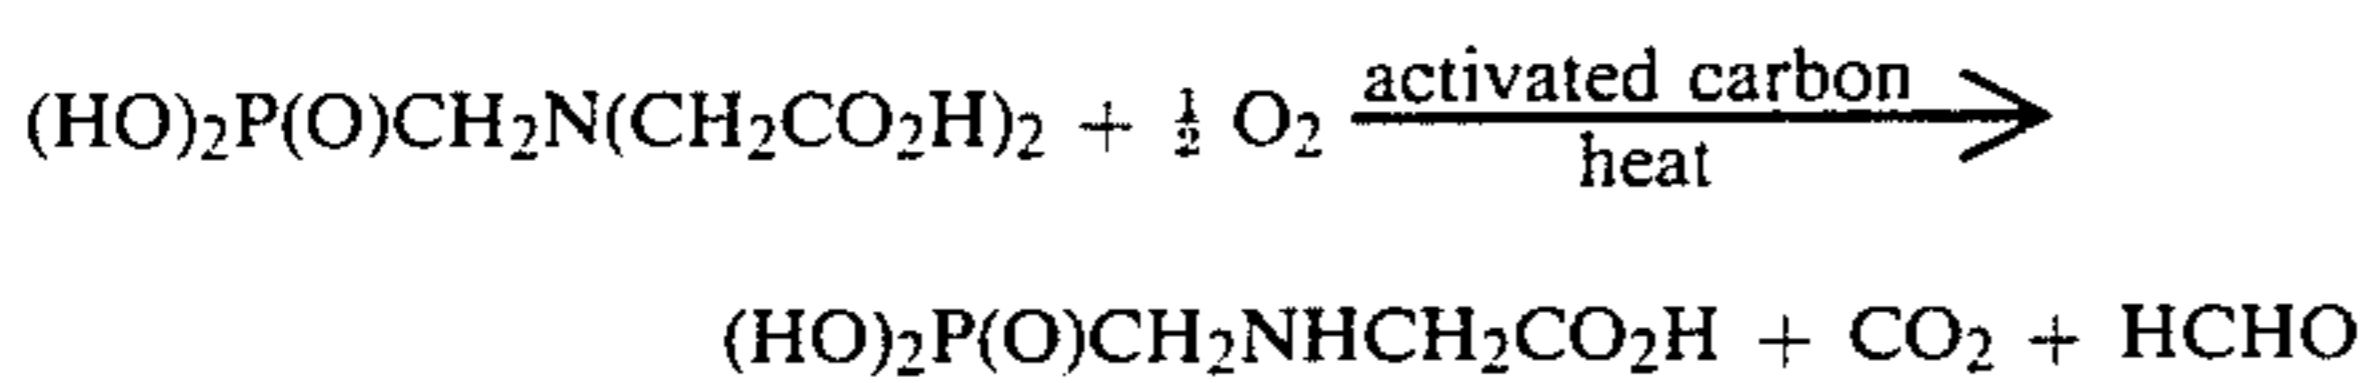 (HO)₂P(O)CH₂N(CH₂CO₂H)₂ + ½ O₂ activated carbon
heat
(HO)₂P(O)CH₂NHCH₂CO₂H + CO₂ + HCHO